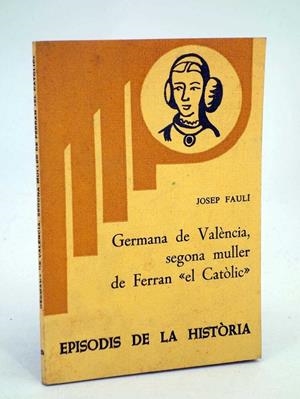 JOSEP FAULÍ
Germana de València,
segona muller
de Ferran «el Catòlic»
EPISODIS DE LA HISTÒRIA